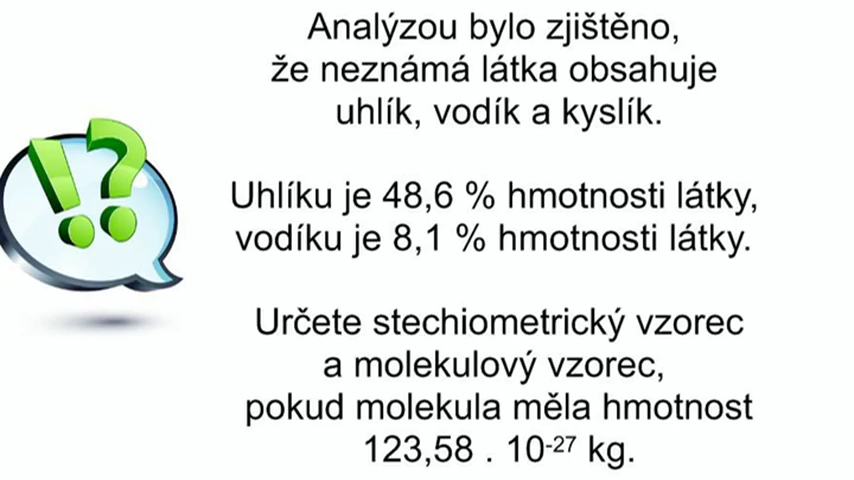 Analýzou bylo zjištěno,
že neznámá látka obsahuje
uhlík, vodík a kyslík.
Uhlíku je 48,6 % hmotnosti látky,
vodíku je 8,1 % hmotnosti látky.
Určete stechiometrický vzorec
a molekulový vzorec,
pokud molekula měla hmotnost
123,58 . 10⁻²⁷ kg.